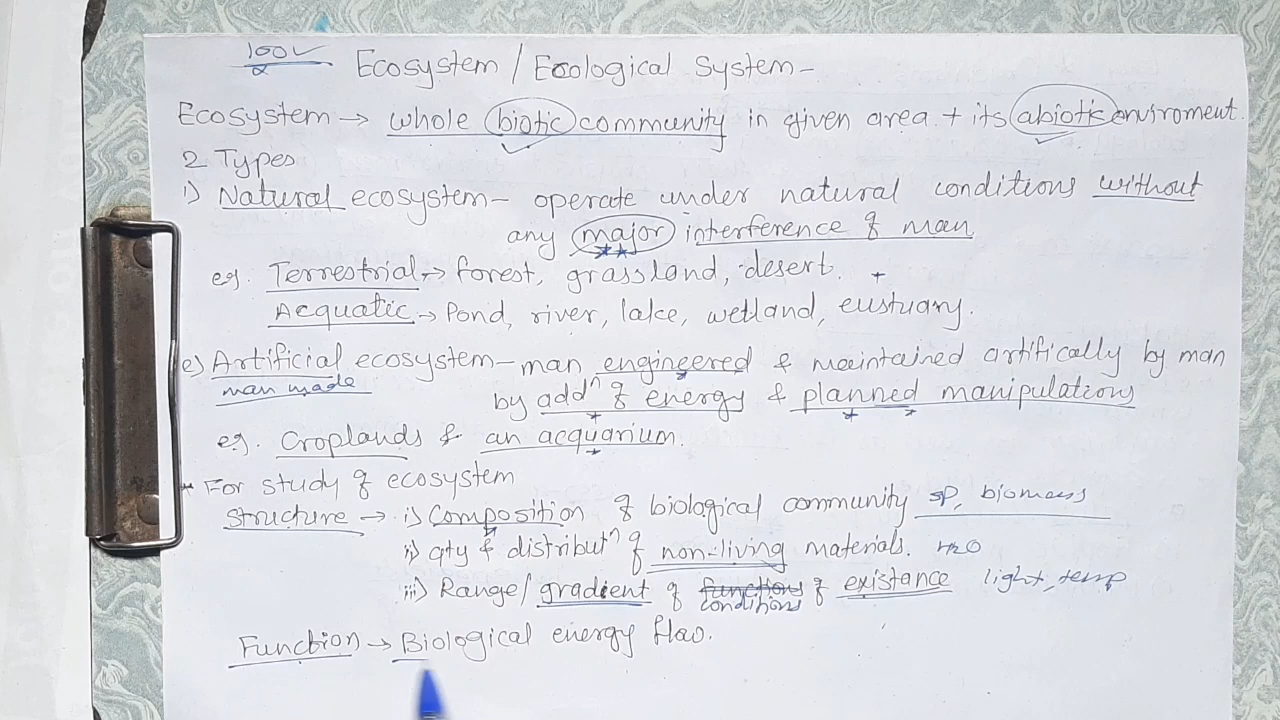 100✓
α
Ecosystem / Ecological System-
Ecosystem → whole biotic community in given area + its abiotic enviroment.
2 Types
i) Natural ecosystem- operate under natural conditions without
any major interference of man
eg. Terrestrial → forest, grassland, desert. +
Acquatic → Pond, river, lake, wetland, eustuary.
e) Artificial ecosystem - man engineered & maintained artifically by man
man made
by addⁿ of energy & planned manipulations
eg. Croplands & an acquarium.
* For study of ecosystem
Structure → i) Composition of biological community sp, biomass
ii) qty & distributⁿ of non-living materials. H2O
iii) Range/gradient of functions of existance light, temp
conditions
Function → Biological energy flao.